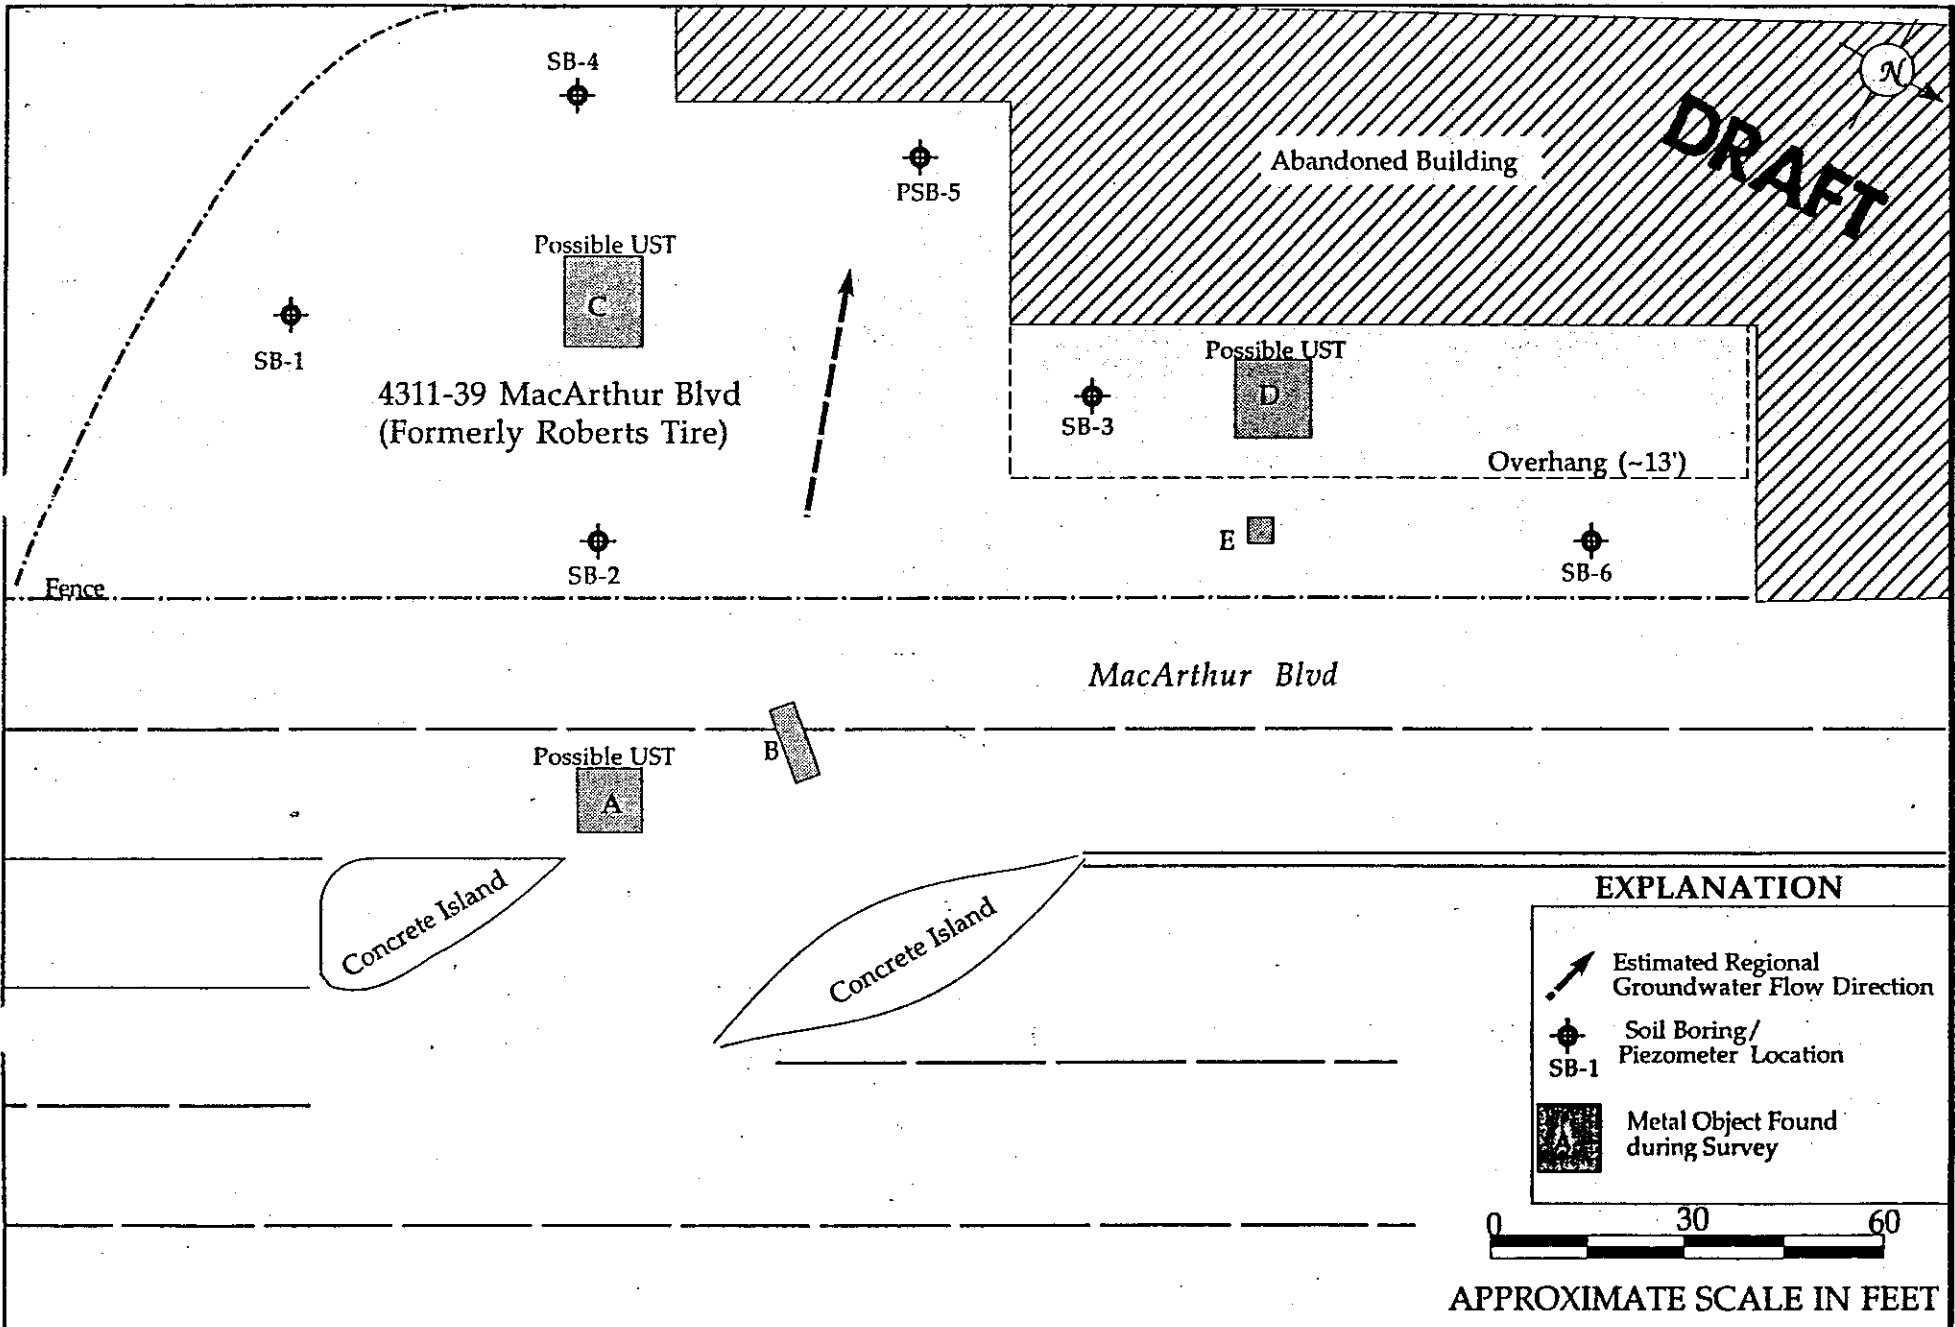 SB-4
N
DRAFT
Abandoned Building
PSB-5
Possible UST
C
SB-1
4311-39 MacArthur Blvd
(Formerly Roberts Tire)
Possible UST
D
SB-3
Overhang (~13')
E
SB-2
SB-6
Fence
MacArthur Blvd
B
Possible UST
A
Concrete Island
Concrete Island
EXPLANATION
Estimated Regional
Groundwater Flow Direction
Soil Boring/
Piezometer Location
SB-1
A
Metal Object Found
during Survey
0 30 60
APPROXIMATE SCALE IN FEET